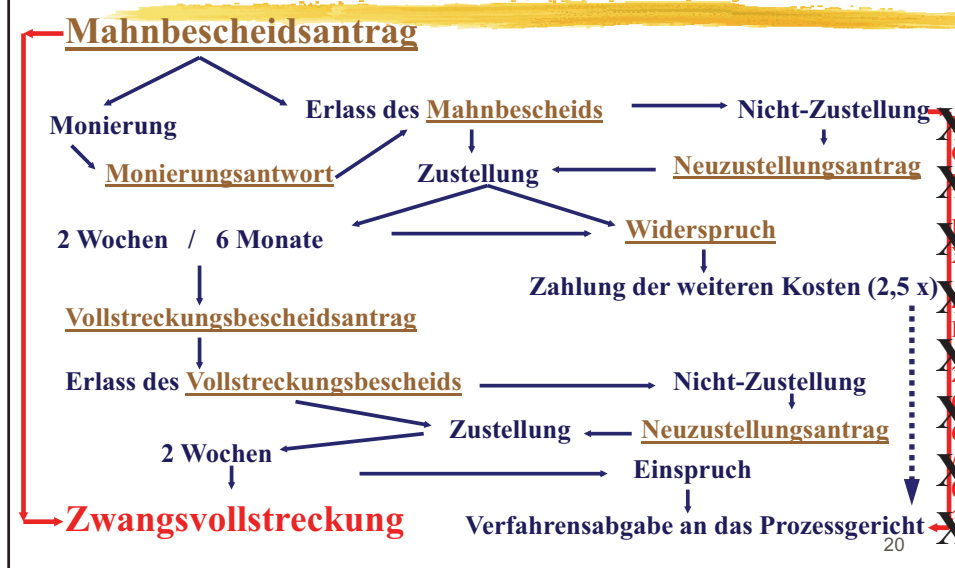 Mahnbescheidsantrag
Erlass des Mahnbescheids
Nicht-Zustellung
Monierung
Monierungsantwort
Zustellung
Neuzustellungsantrag
2 Wochen / 6 Monate
Widerspruch
Zahlung der weiteren Kosten (2,5 x)
Vollstreckungsbescheidsantrag
Erlass des Vollstreckungsbescheids
Nicht-Zustellung
Zustellung
Neuzustellungsantrag
2 Wochen
Einspruch
Zwangsvollstreckung
Verfahrensabgabe an das Prozessgericht
20
X
X
X
X
X
X
X
X